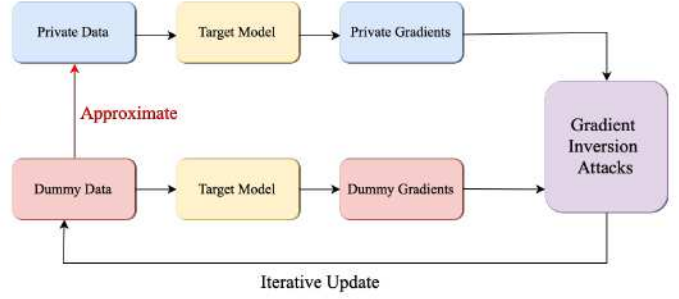 Private Data
Target Model
Private Gradients
Approximate
Gradient
Inversion
Attacks
Dummy Data
Target Model
Dummy Gradients
Iterative Update